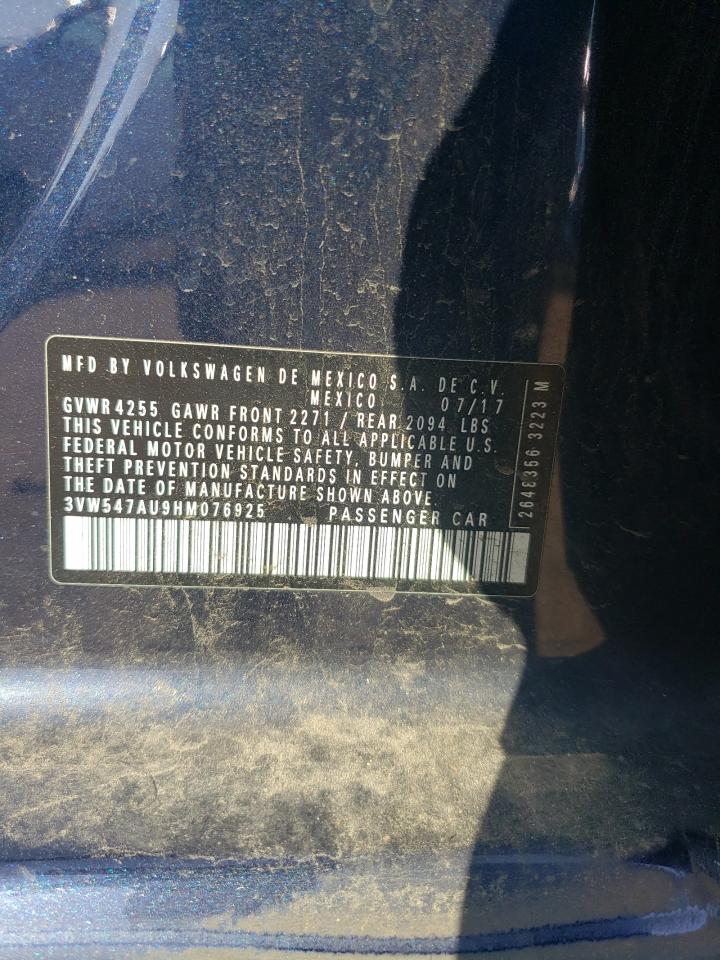 MFD BY VOLKSWAGEN DE MEXICO S.A. DE C.V.
MEXICO 07/17
GVWR 4255 GAWR FRONT 2271 / REAR 2094 LBS
THIS VEHICLE CONFORMS TO ALL APPLICABLE U.S.
FEDERAL MOTOR VEHICLE SAFETY, BUMPER AND
THEFT PREVENTION STANDARDS IN EFFECT ON
THE DATE OF MANUFACTURE SHOWN ABOVE.
3VW547AU9HM076925 PASSENGER CAR
2648356 3223 M